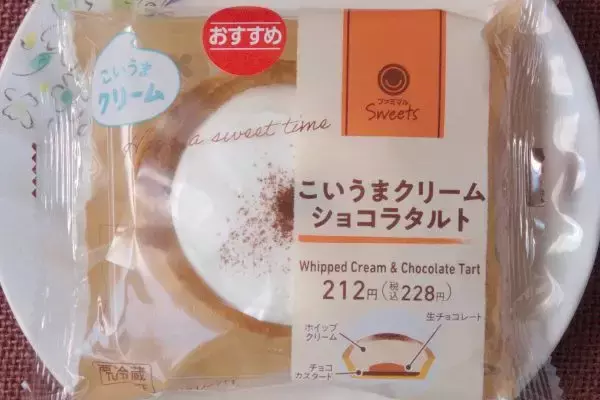 おすすめ
こいうま
クリーム
ファミマル
Sweets
Have a sweet time
こいうまクリーム
ショコラタルト
Whipped Cream & Chocolate Tart
212円(税込228円)
ホイップ
クリーム
生チョコレート
チョコ
カスタード
要冷蔵